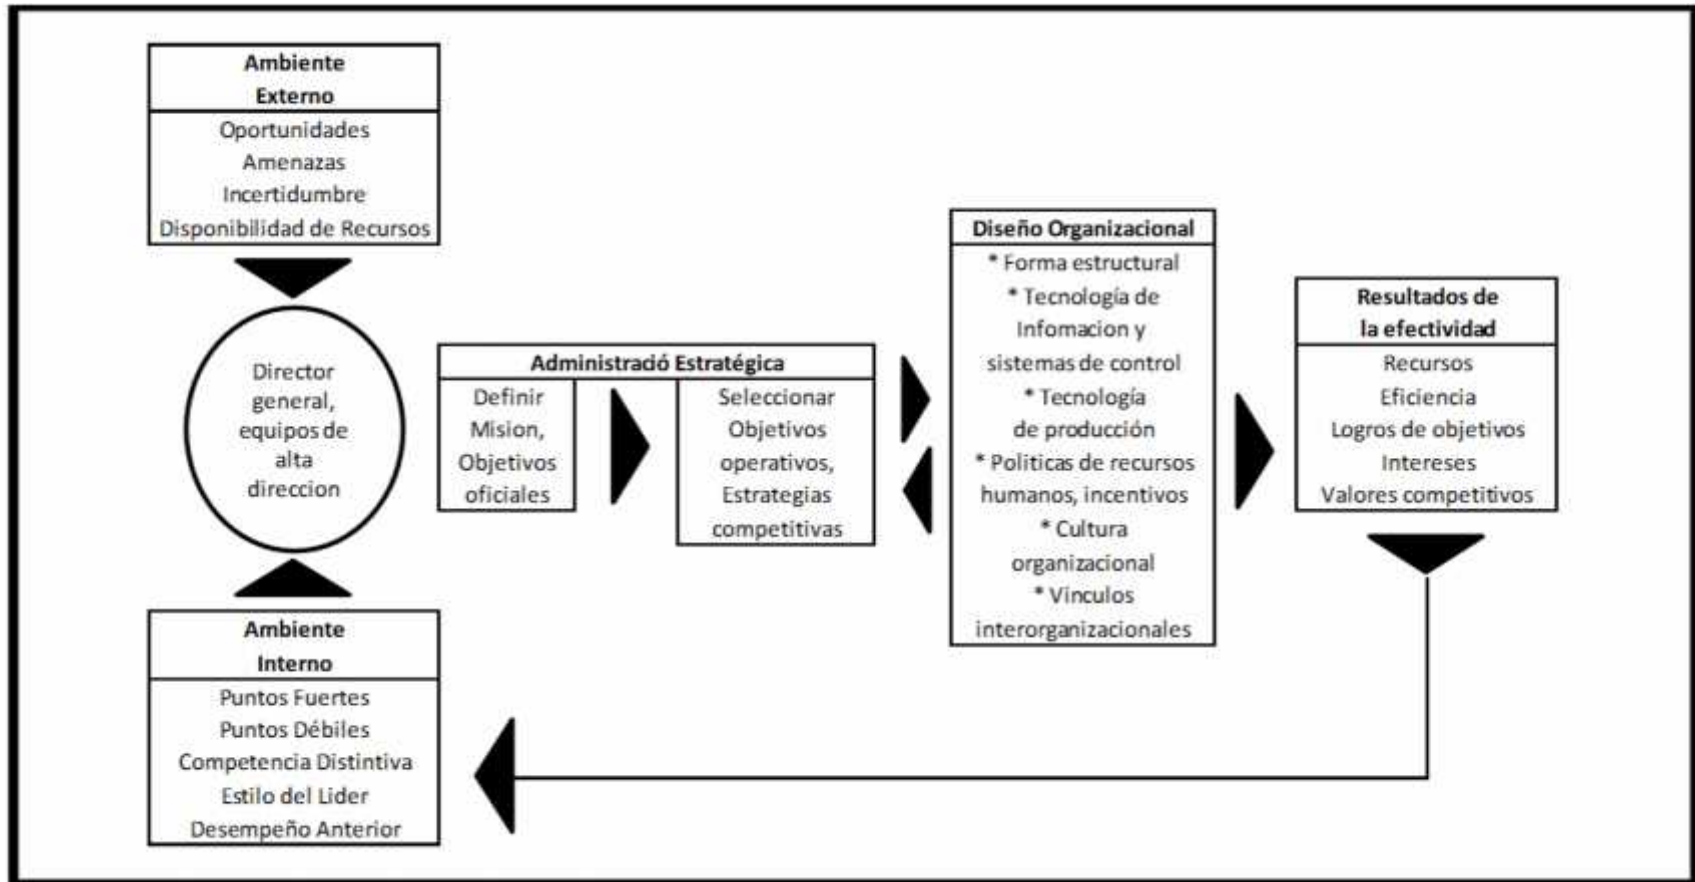 Ambiente
Externo
Oportunidades
Amenazas
Incertidumbre
Disponibilidad de Recursos
Director
general,
equipos de
alta
direccion
Ambiente
Interno
Puntos Fuertes
Puntos Débiles
Competencia Distintiva
Estilo del Lider
Desempeño Anterior
Administració Estratégica
Definir
Mision,
Objetivos
oficiales
Seleccionar
Objetivos
operativos,
Estrategias
competitivas
Diseño Organizacional
* Forma estructural
* Tecnología de
Infomacion y
sistemas de control
* Tecnología
de producción
* Politicas de recursos
humanos, incentivos
* Cultura
organizacional
* Vinculos
interorganizacionales
Resultados de
la efectividad
Recursos
Eficiencia
Logros de objetivos
Intereses
Valores competitivos